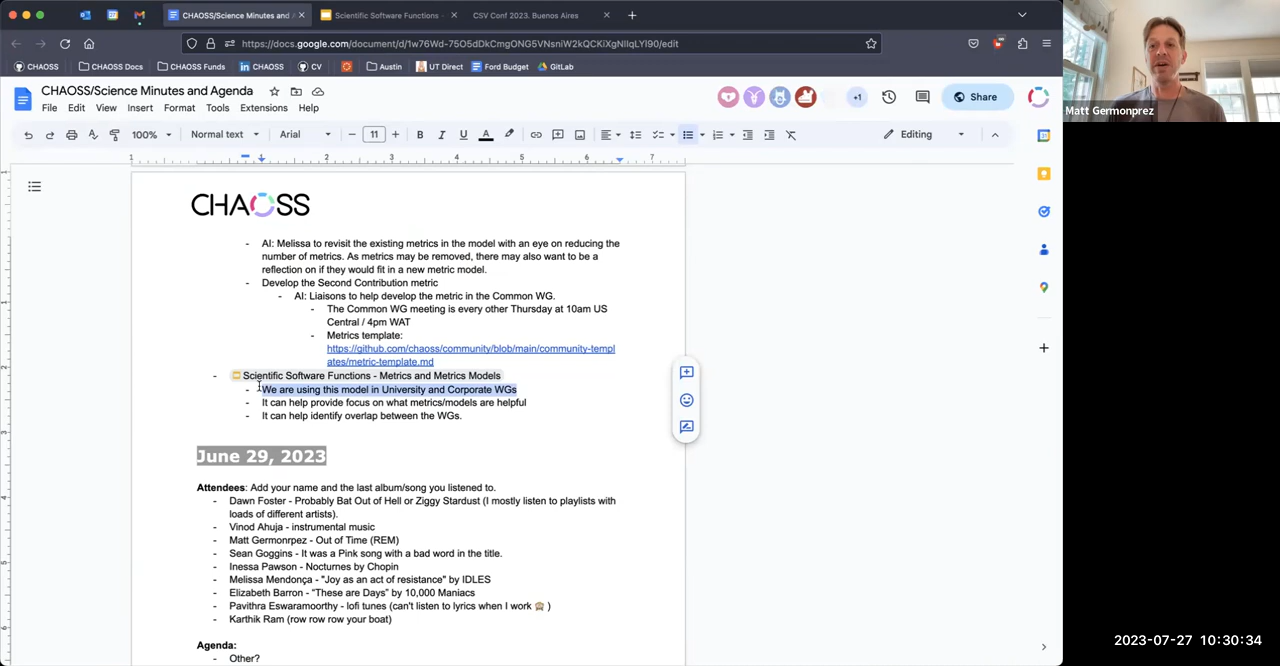 CHAOSS/Science Minutes and A
Scientific Software Functions -
CSV Conf 2023. Buenos Aires
CHAOSS
CHAOSS Docs
CHAOSS Funds
CHAOSS
CV
Austin
UT Direct
Ford Budget
GitLab
CHAOSS/Science Minutes and Agenda
File Edit View Insert Format Tools Extensions Help
+1
Share
100%
Normal text
Arial
11
Editing
1 1 2 3 4 5 6 7
CHAOSS
- AI: Melissa to revisit the existing metrics in the model with an eye on reducing the
number of metrics. As metrics may be removed, there may also want to be a
reflection on if they would fit in a new metric model.
- Develop the Second Contribution metric
- AI: Liaisons to help develop the metric in the Common WG.
- The Common WG meeting is every other Thursday at 10am US
Central / 4pm WAT
- Metrics template:
https://github.com/chaoss/community/blob/main/community-templ
ates/metric-template.md
- Scientific Software Functions - Metrics and Metrics Models
- We are using this model in University and Corporate WGs
- It can help provide focus on what metrics/models are helpful
- It can help identify overlap between the WGs.
June 29, 2023
Attendees: Add your name and the last album/song you listened to.
- Dawn Foster - Probably Bat Out of Hell or Ziggy Stardust (I mostly listen to playlists with
loads of different artists).
- Vinod Ahuja - instrumental music
- Matt Germonrpez - Out of Time (REM)
- Sean Goggins - It was a Pink song with a bad word in the title.
- Inessa Pawson - Nocturnes by Chopin
- Melissa Mendonça - "Joy as an act of resistance" by IDLES
- Elizabeth Barron - “These are Days” by 10,000 Maniacs
- Pavithra Eswaramoorthy - lofi tunes (can't listen to lyrics when I work 🙈 )
- Karthik Ram (row row row your boat)
Agenda:
- Other?
Matt Germonprez
2023-07-27 10:30:34